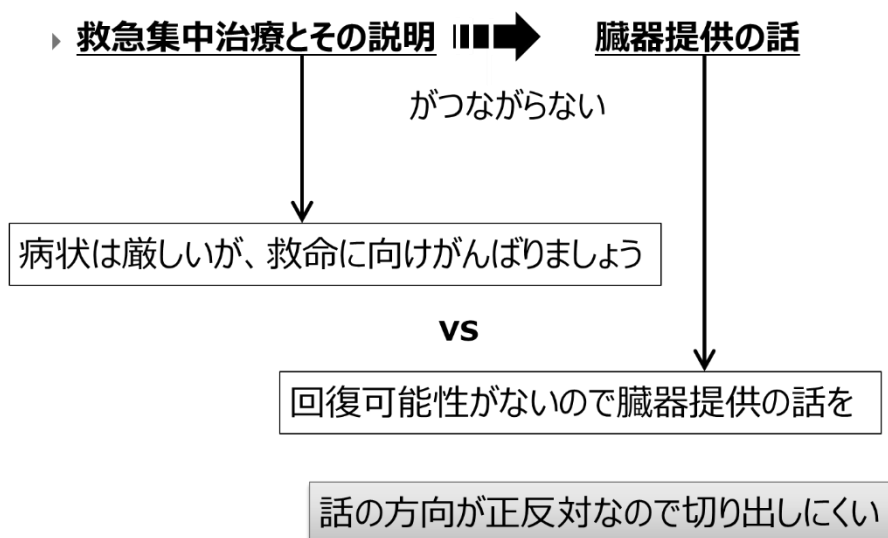 救急集中治療とその説明 臓器提供の話
がつながらない
病状は厳しいが、救命に向けがんばりましょう
vs
回復可能性がないので臓器提供の話を
話の方向が正反対なので切り出しにくい